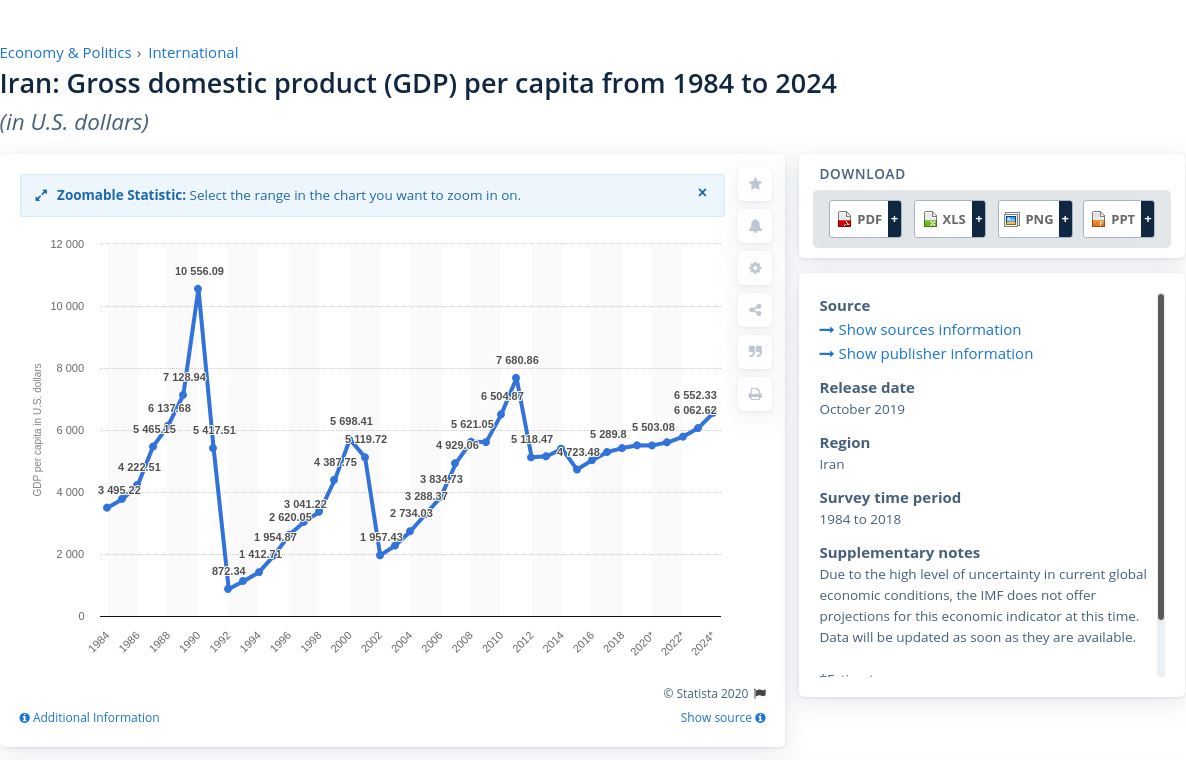 Economy & Politics › International
Iran: Gross domestic product (GDP) per capita from 1984 to 2024
(in U.S. dollars)
Zoomable Statistic: Select the range in the chart you want to zoom in on. ×
GDP per capita in U.S. dollars
12 000
10 000
8 000
6 000
4 000
2 000
0
3 495.22
4 222.51
5 465.15
6 137.68
7 128.94
10 556.09
5 417.51
872.34
1 412.71
1 954.87
2 620.05
3 041.22
4 387.75
5 698.41
5 119.72
1 957.43
2 734.03
3 288.37
3 834.73
4 929.06
5 621.05
6 504.87
7 680.86
5 118.47
4 723.48
5 289.8
5 503.08
6 062.62
6 552.33
1984
1986
1988
1990
1992
1994
1996
1998
2000
2002
2004
2006
2008
2010
2012
2014
2016
2018
2020*
2022*
2024*
© Statista 2020
Additional Information
Show source
DOWNLOAD
PDF + XLS + PNG + PPT +
Source
Show sources information
Show publisher information
Release date
October 2019
Region
Iran
Survey time period
1984 to 2018
Supplementary notes
Due to the high level of uncertainty in current global
economic conditions, the IMF does not offer
projections for this economic indicator at this time.
Data will be updated as soon as they are available.